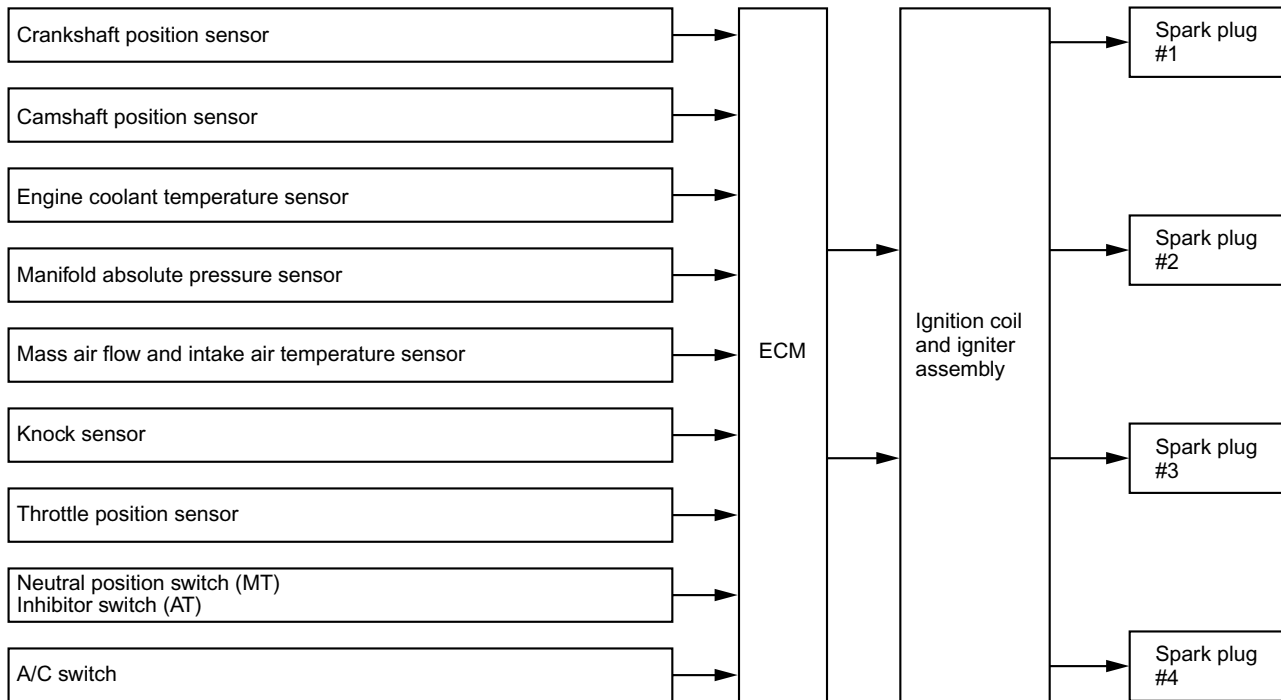 Crankshaft position sensor
Camshaft position sensor
Engine coolant temperature sensor
Manifold absolute pressure sensor
Mass air flow and intake air temperature sensor
Knock sensor
Throttle position sensor
Neutral position switch (MT)
Inhibitor switch (AT)
A/C switch
ECM
Ignition coil
and igniter
assembly
Spark plug
#1
Spark plug
#2
Spark plug
#3
Spark plug
#4